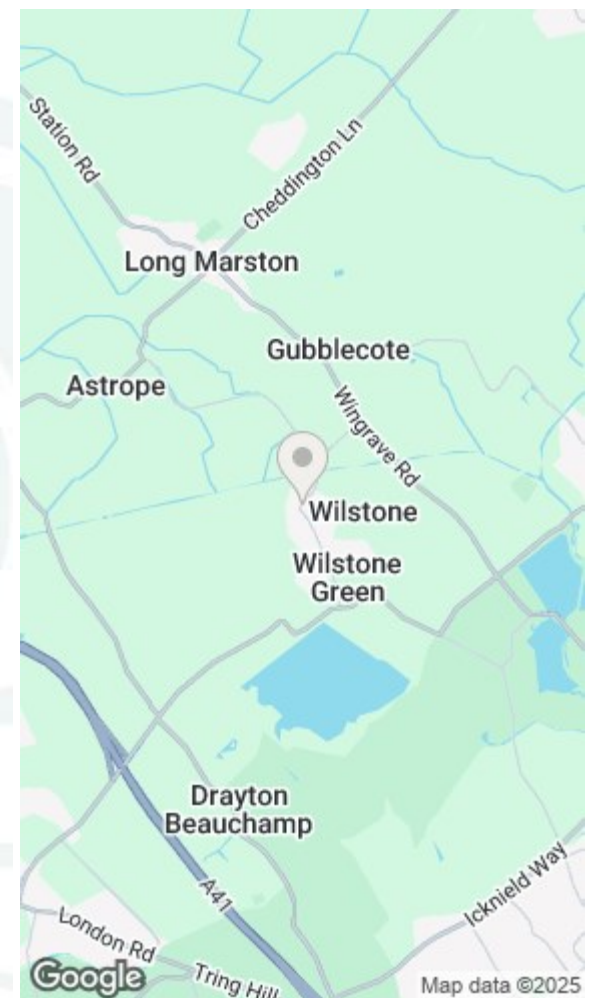 Station Rd
Cheddington Ln
Long Marston
Gubblecote
Astrope
Wingrave Rd
Wilstone
Wilstone
Green
Drayton
Beauchamp
A41
Icknield Way
London Rd
Tring Hill
Google
Map data ©2025